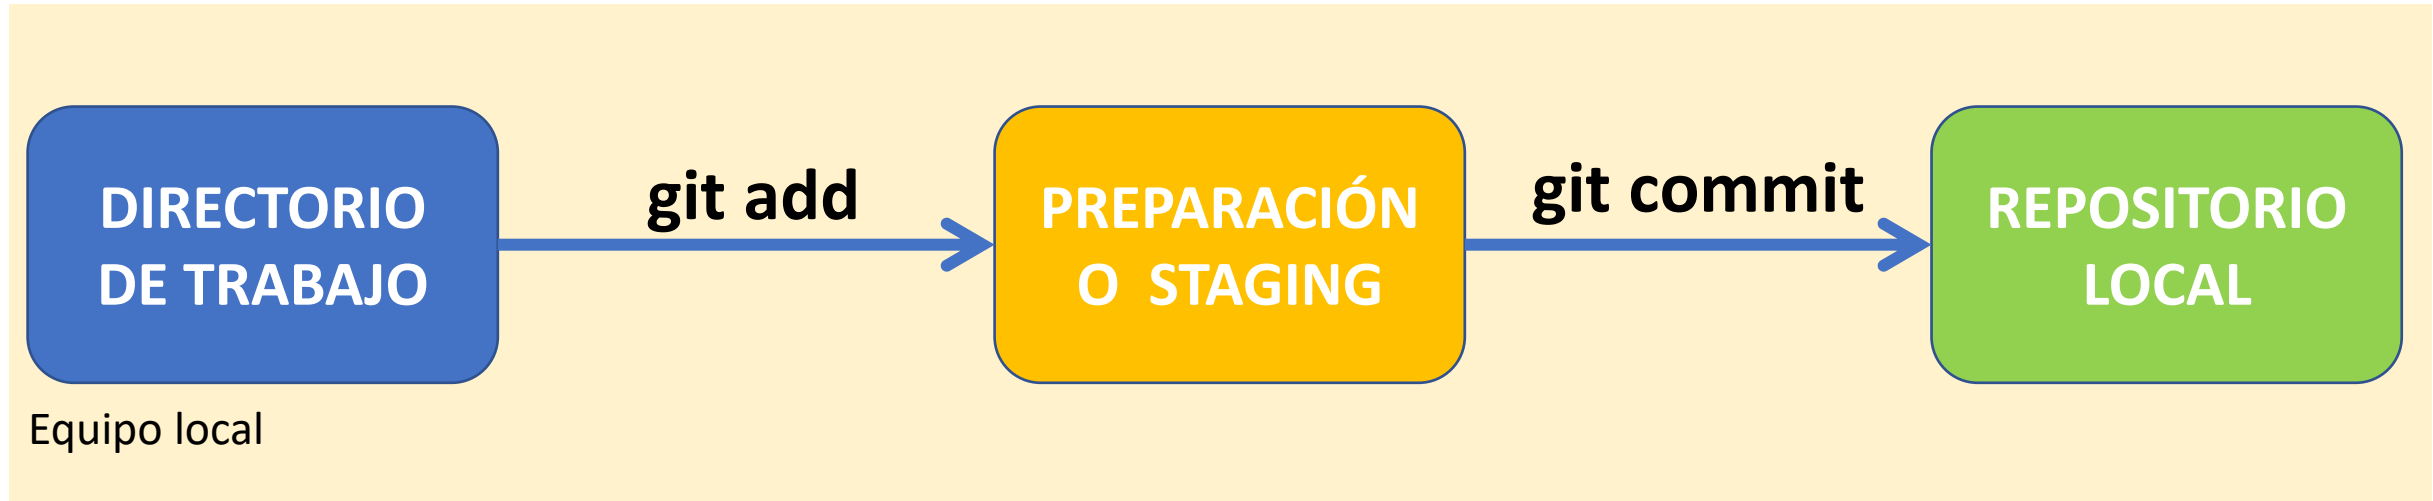 DIRECTORIO
DE TRABAJO
git add
PREPARACIÓN
O STAGING
git commit
REPOSITORIO
LOCAL
Equipo local